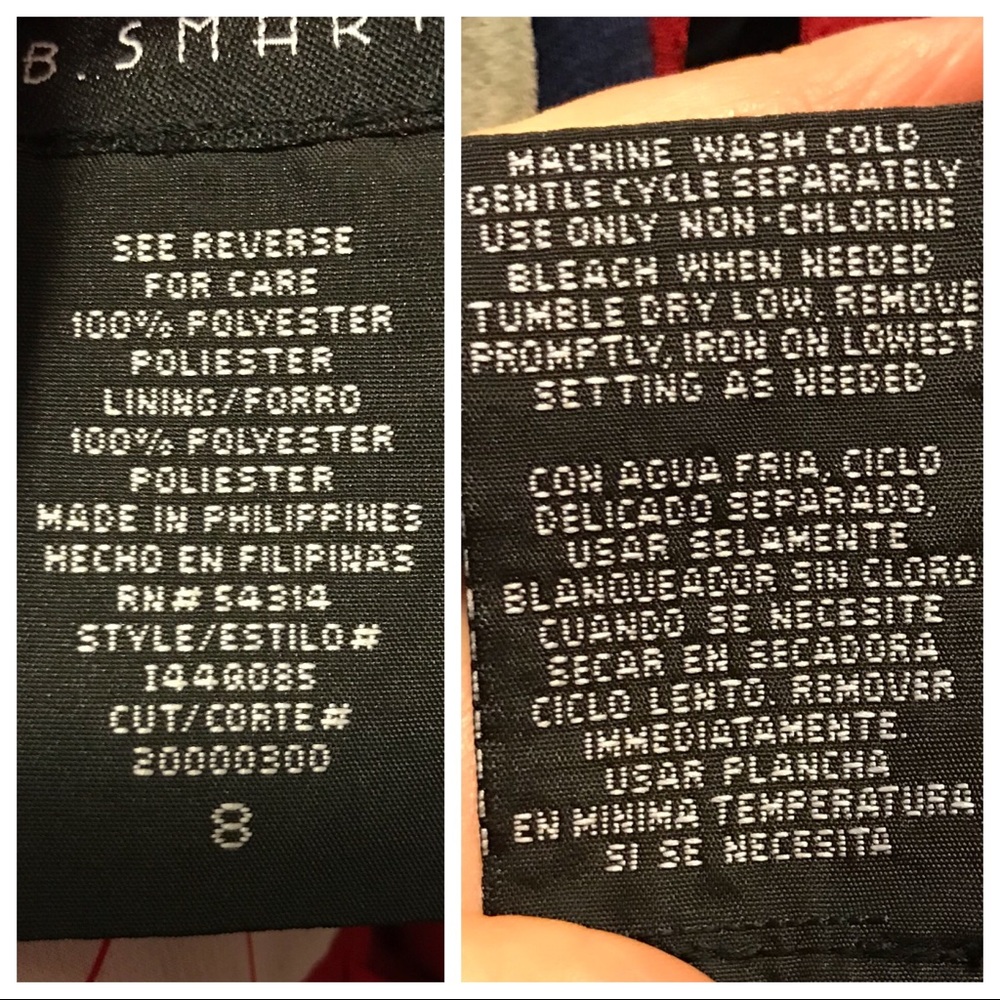 B. SMART
SEE REVERSE
FOR CARE
100% POLYESTER
POLIESTER
LINING/FORRO
100% POLYESTER
POLIESTER
MADE IN PHILIPPINES
HECHO EN FILIPINAS
RN# 54314
STYLE/ESTILO#
I44Q085
CUT/CORTE#
20000300
8
MACHINE WASH COLD
GENTLE CYCLE SEPARATELY
USE ONLY NON-CHLORINE
BLEACH WHEN NEEDED
TUMBLE DRY LOW, REMOVE
PROMPTLY, IRON ON LOWEST
SETTING AS NEEDED
CON AGUA FRIA, CICLO
DELICADO SEPARADO,
USAR SELAMENTE
BLANQUEADOR SIN CLORO
CUANDO SE NECESITE
SECAR EN SECADORA
CICLO LENTO. REMOVER
IMMEDIATAMENTE.
USAR PLANCHA
EN MINIMA TEMPERATURA
SI SE NECESITA